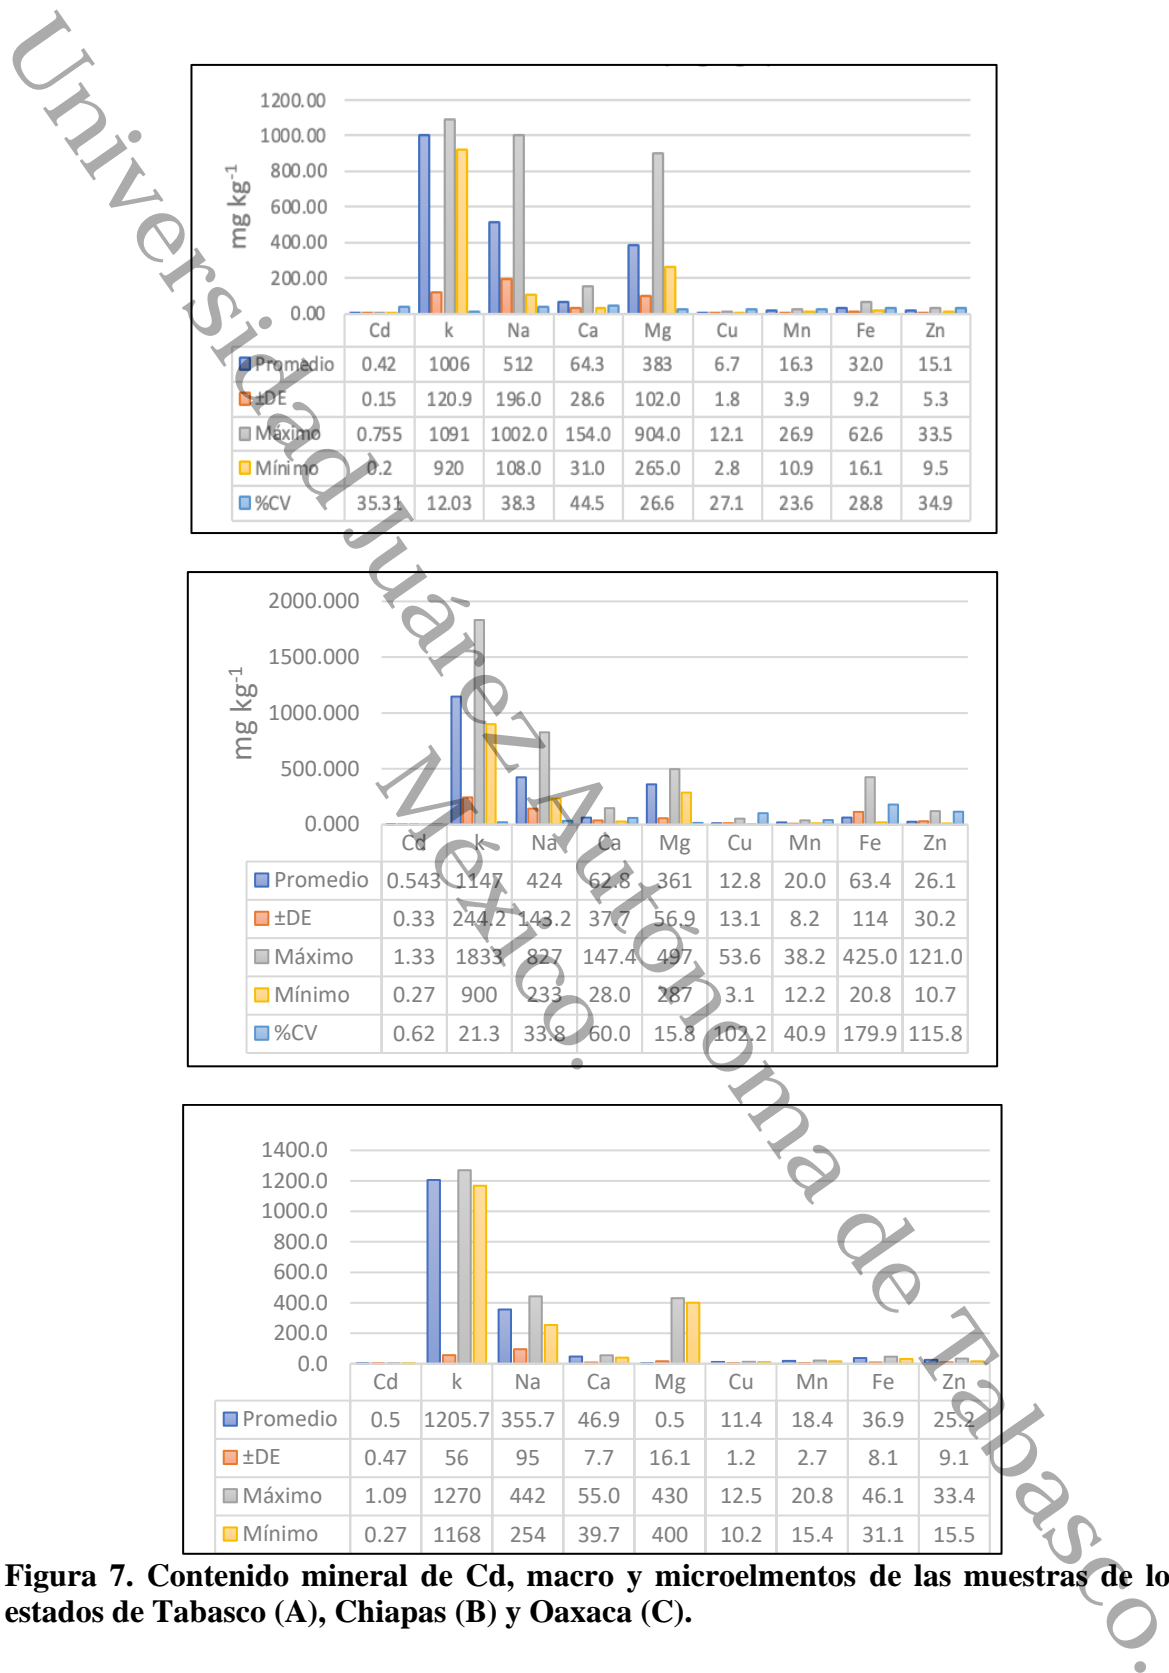 1200.00
1000.00
800.00
600.00
400.00
200.00
0.00
mg kg⁻¹
Cd k Na Ca Mg Cu Mn Fe Zn
Promedio 0.42 1006 512 64.3 383 6.7 16.3 32.0 15.1
±DE 0.15 120.9 196.0 28.6 102.0 1.8 3.9 9.2 5.3
Máximo 0.755 1091 1002.0 154.0 904.0 12.1 26.9 62.6 33.5
Mínimo 0.2 920 108.0 31.0 265.0 2.8 10.9 16.1 9.5
%CV 35.31 12.03 38.3 44.5 26.6 27.1 23.6 28.8 34.9
2000.000
1500.000
1000.000
500.000
0.000
mg kg⁻¹
Cd k Na Ca Mg Cu Mn Fe Zn
Promedio 0.543 1147 424 62.8 361 12.8 20.0 63.4 26.1
±DE 0.33 244.2 143.2 37.7 56.9 13.1 8.2 114 30.2
Máximo 1.33 1833 827 147.4 497 53.6 38.2 425.0 121.0
Mínimo 0.27 900 233 28.0 287 3.1 12.2 20.8 10.7
%CV 0.62 21.3 33.8 60.0 15.8 102.2 40.9 179.9 115.8
1400.0
1200.0
1000.0
800.0
600.0
400.0
200.0
0.0
Cd k Na Ca Mg Cu Mn Fe Zn
Promedio 0.5 1205.7 355.7 46.9 0.5 11.4 18.4 36.9 25.2
±DE 0.47 56 95 7.7 16.1 1.2 2.7 8.1 9.1
Máximo 1.09 1270 442 55.0 430 12.5 20.8 46.1 33.4
Mínimo 0.27 1168 254 39.7 400 10.2 15.4 31.1 15.5
Figura 7. Contenido mineral de Cd, macro y microelmentos de las muestras de lo
estados de Tabasco (A), Chiapas (B) y Oaxaca (C).
Universidad Juárez Autónoma de Tabasco.
México.